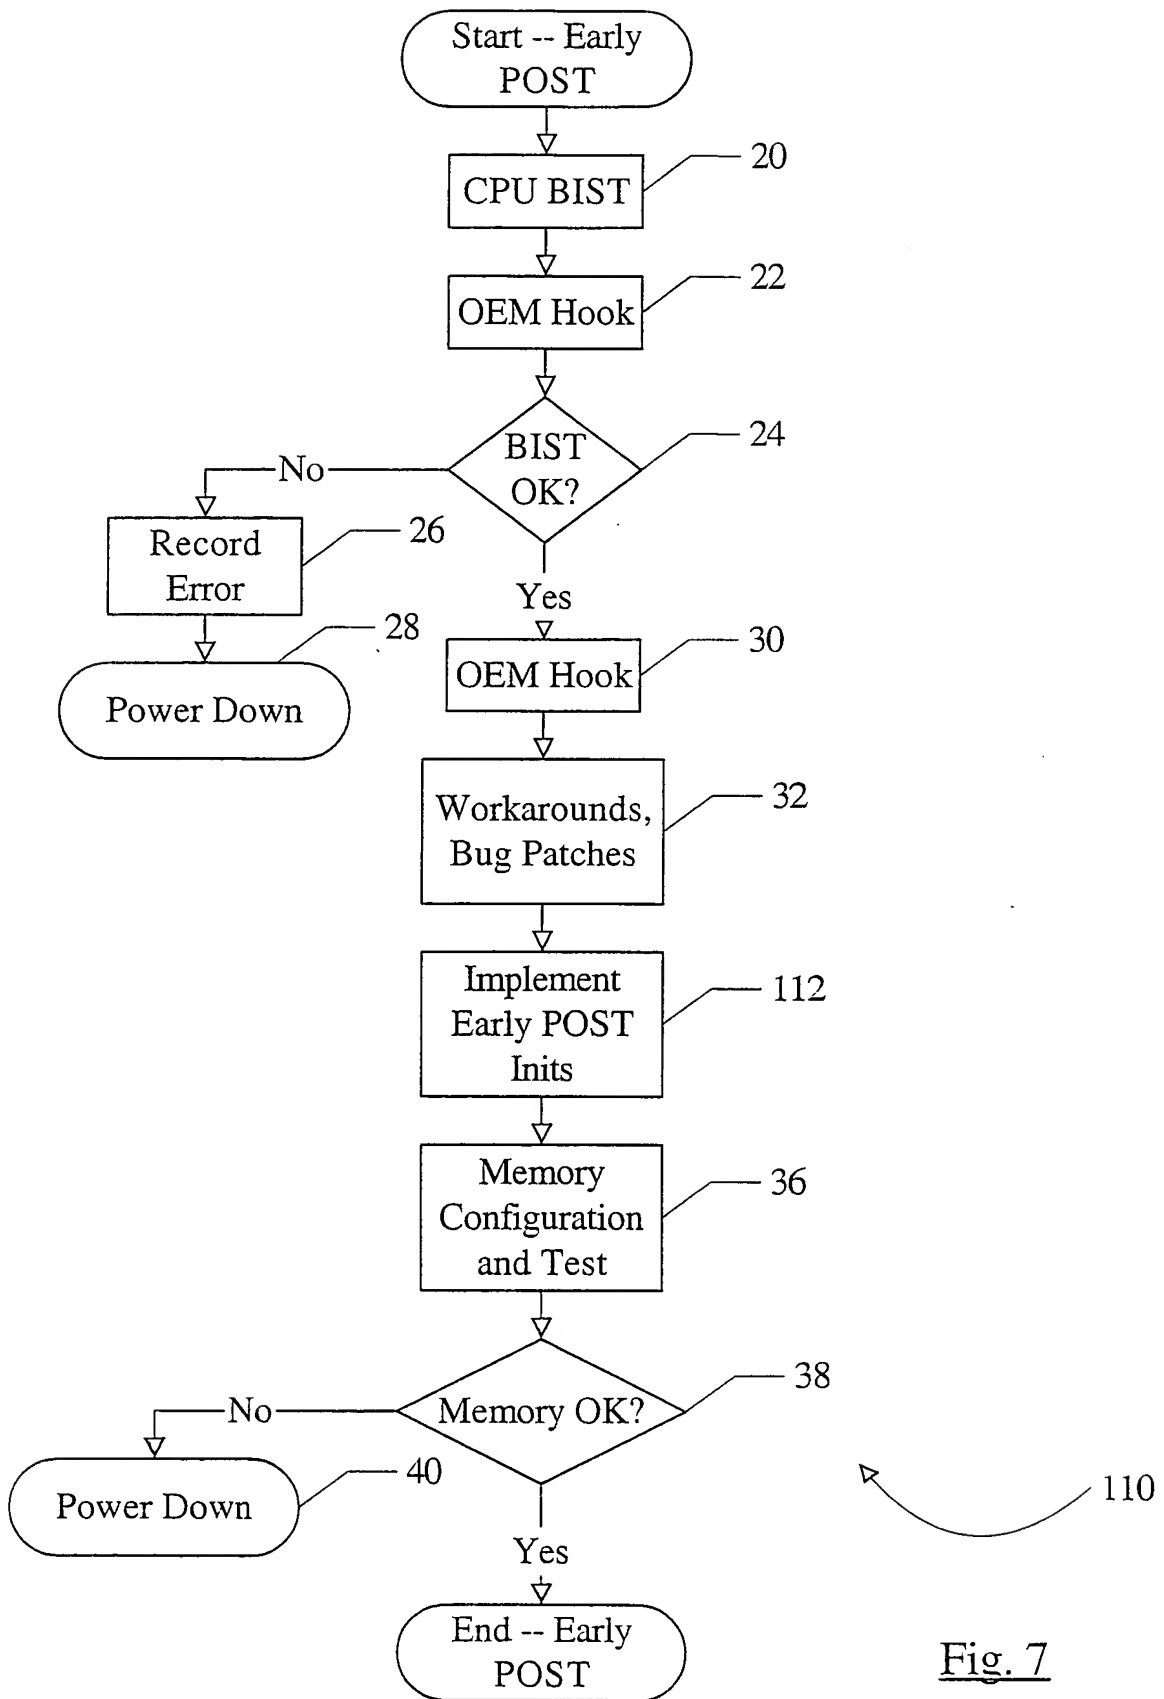 Start -- Early
POST
20
CPU BIST
22
OEM Hook
24
BIST
OK?
No
26
Record
Error
Yes
28
30
OEM Hook
Power Down
32
Workarounds,
Bug Patches
112
Implement
Early POST
Inits
36
Memory
Configuration
and Test
38
Memory OK?
No
40
Power Down
110
Yes
End -- Early
POST
Fig. 7